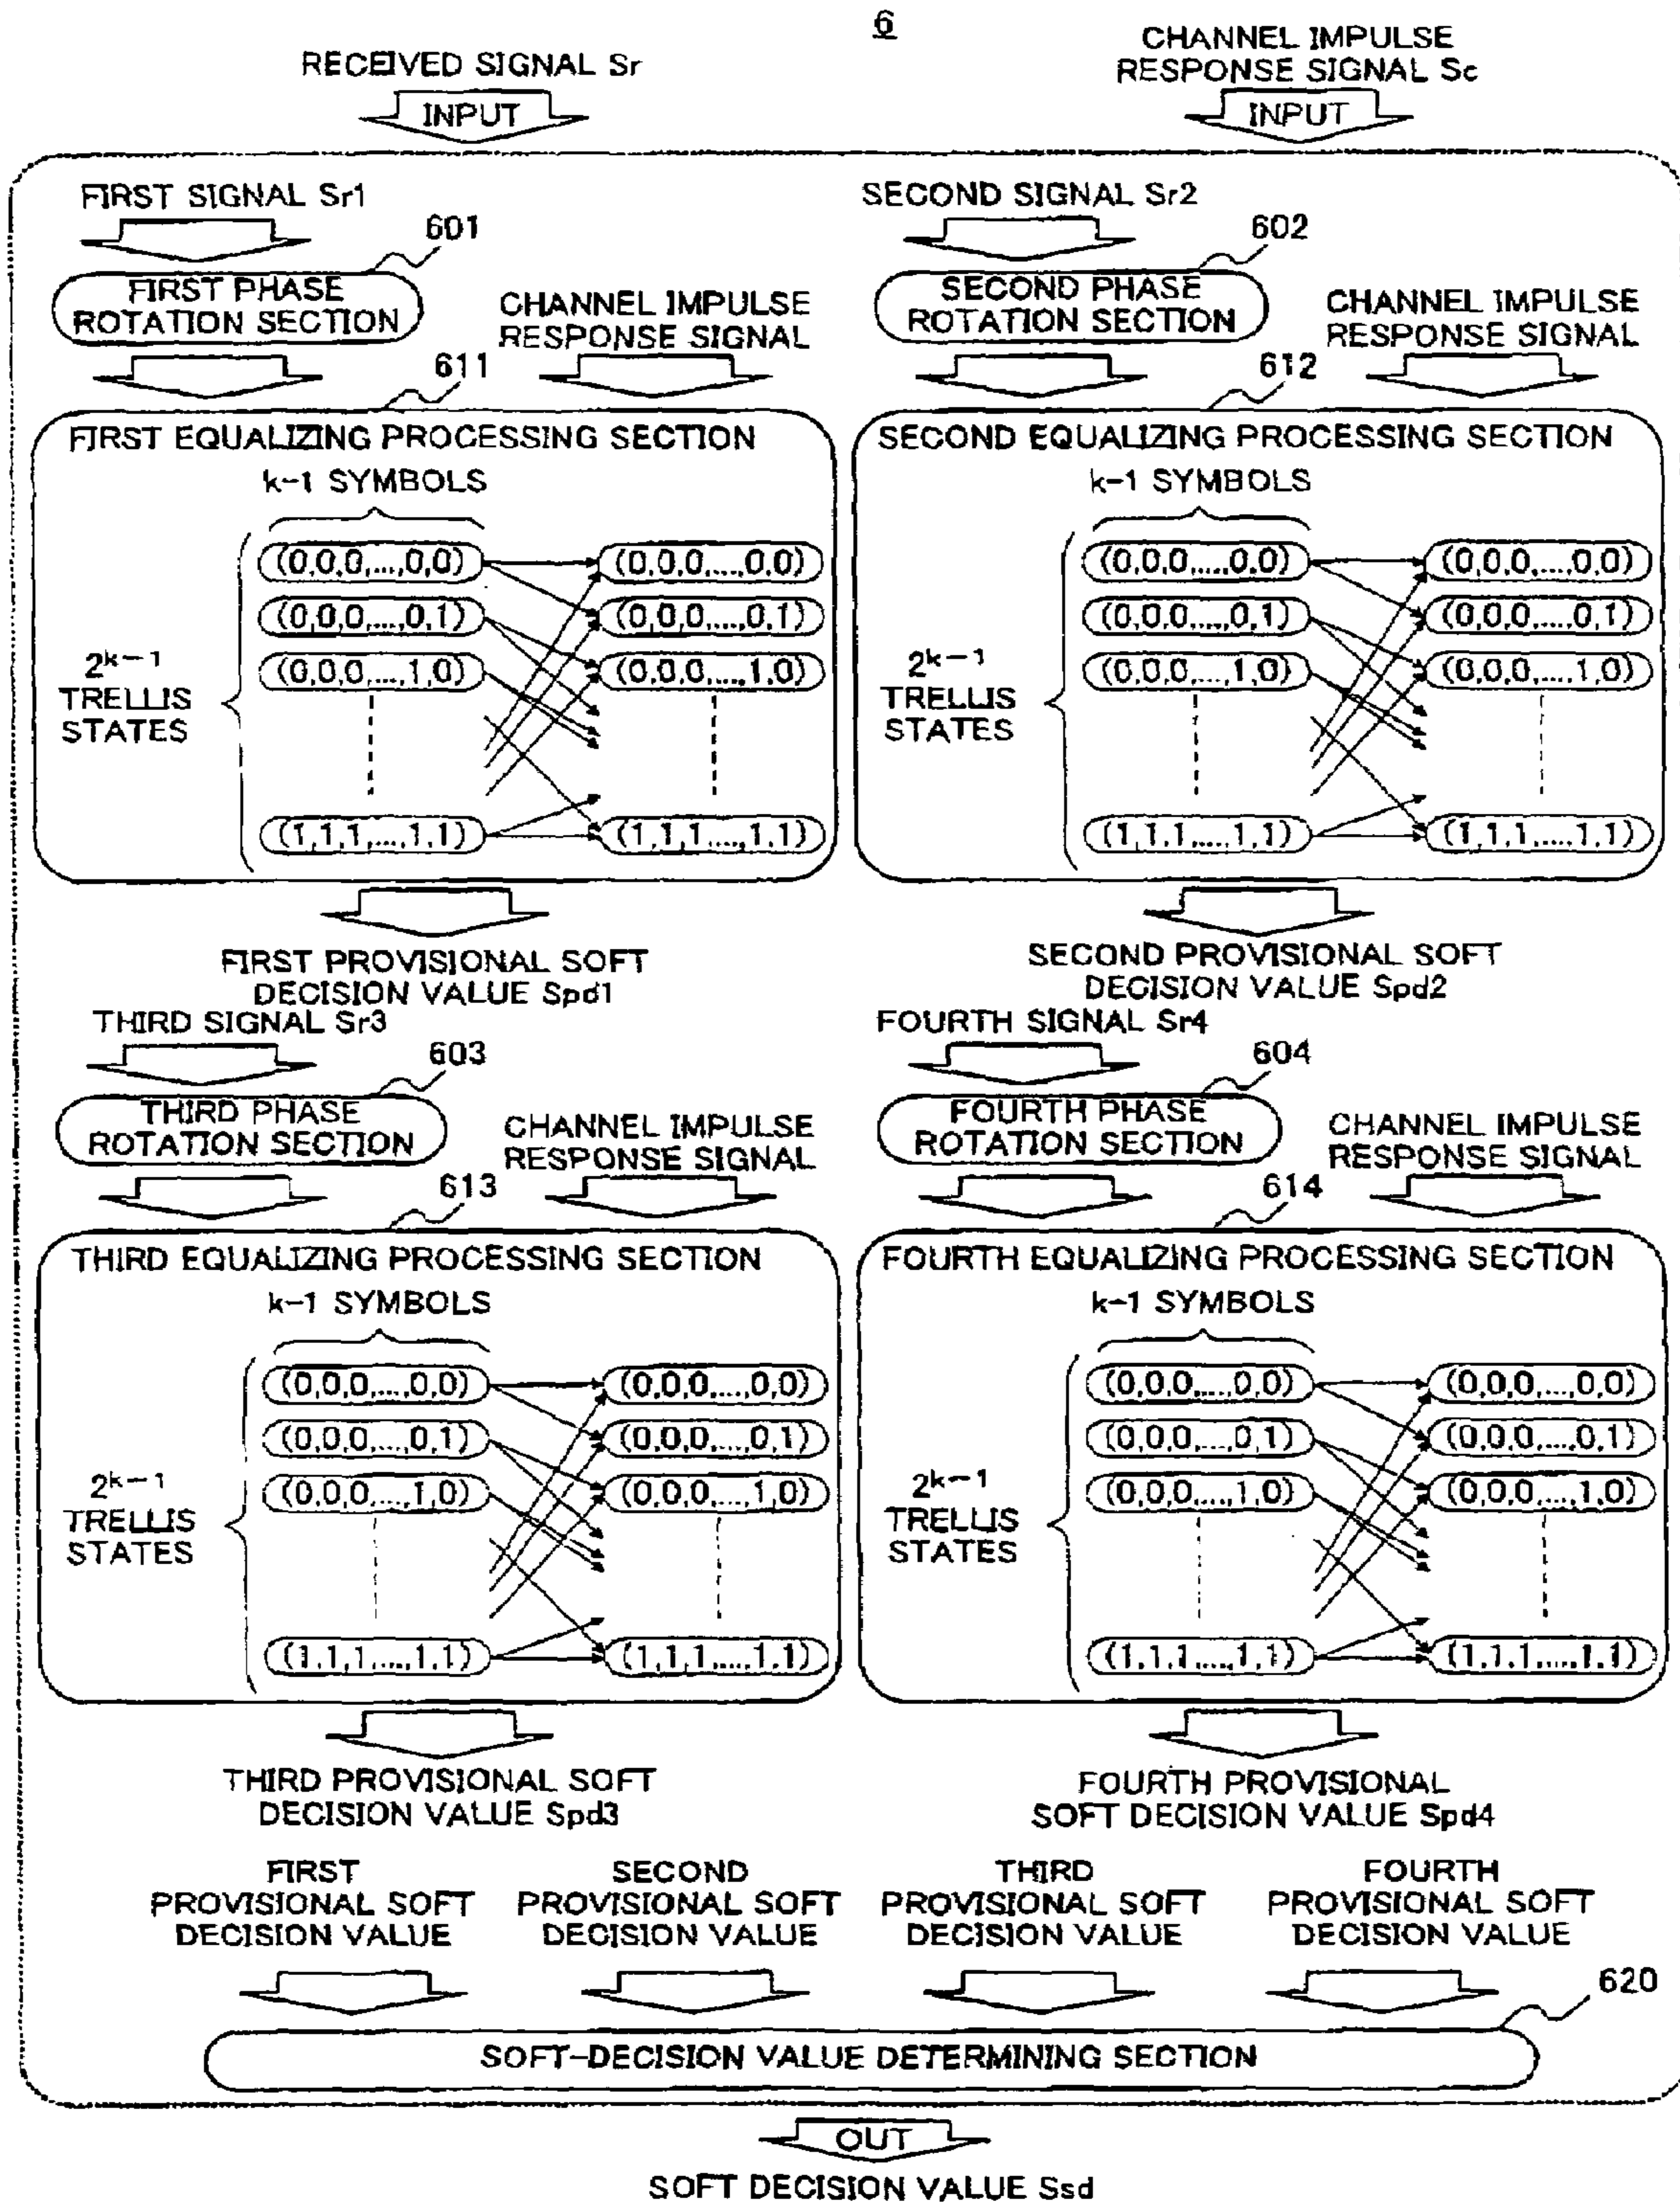 6
RECEIVED SIGNAL Sr
INPUT
CHANNEL IMPULSE
RESPONSE SIGNAL Sc
INPUT
FIRST SIGNAL Sr1
601
FIRST PHASE
ROTATION SECTION
CHANNEL IMPULSE
RESPONSE SIGNAL
611
FIRST EQUALIZING PROCESSING SECTION
k-1 SYMBOLS
(0,0,0,...,0,0) (0,0,0,...,0,0)
(0,0,0,...,0,1) (0,0,0,...,0,1)
(0,0,0,...,1,0) (0,0,0,...,1,0)
2^k-1
TRELLIS
STATES
(1,1,1,...,1,1) (1,1,1,...,1,1)
FIRST PROVISIONAL SOFT
DECISION VALUE Spd1
SECOND SIGNAL Sr2
602
SECOND PHASE
ROTATION SECTION
CHANNEL IMPULSE
RESPONSE SIGNAL
612
SECOND EQUALIZING PROCESSING SECTION
k-1 SYMBOLS
(0,0,0,...,0,0) (0,0,0,...,0,0)
(0,0,0,...,0,1) (0,0,0,...,0,1)
(0,0,0,...,1,0) (0,0,0,...,1,0)
2^k-1
TRELLIS
STATES
(1,1,1,...,1,1) (1,1,1,...,1,1)
SECOND PROVISIONAL SOFT
DECISION VALUE Spd2
THIRD SIGNAL Sr3
603
THIRD PHASE
ROTATION SECTION
CHANNEL IMPULSE
RESPONSE SIGNAL
613
THIRD EQUALIZING PROCESSING SECTION
k-1 SYMBOLS
(0,0,0,...,0,0) (0,0,0,...,0,0)
(0,0,0,...,0,1) (0,0,0,...,0,1)
(0,0,0,...,1,0) (0,0,0,...,1,0)
2^k-1
TRELLIS
STATES
(1,1,1,...,1,1) (1,1,1,...,1,1)
THIRD PROVISIONAL SOFT
DECISION VALUE Spd3
FOURTH SIGNAL Sr4
604
FOURTH PHASE
ROTATION SECTION
CHANNEL IMPULSE
RESPONSE SIGNAL
614
FOURTH EQUALIZING PROCESSING SECTION
k-1 SYMBOLS
(0,0,0,...,0,0) (0,0,0,...,0,0)
(0,0,0,...,0,1) (0,0,0,...,0,1)
(0,0,0,...,1,0) (0,0,0,...,1,0)
2^k-1
TRELLIS
STATES
(1,1,1,...,1,1) (1,1,1,...,1,1)
FOURTH PROVISIONAL
SOFT DECISION VALUE Spd4
FIRST
PROVISIONAL SOFT
DECISION VALUE
SECOND
PROVISIONAL SOFT
DECISION VALUE
THIRD
PROVISIONAL SOFT
DECISION VALUE
FOURTH
PROVISIONAL SOFT
DECISION VALUE
620
SOFT-DECISION VALUE DETERMINING SECTION
OUT
SOFT DECISION VALUE Ssd